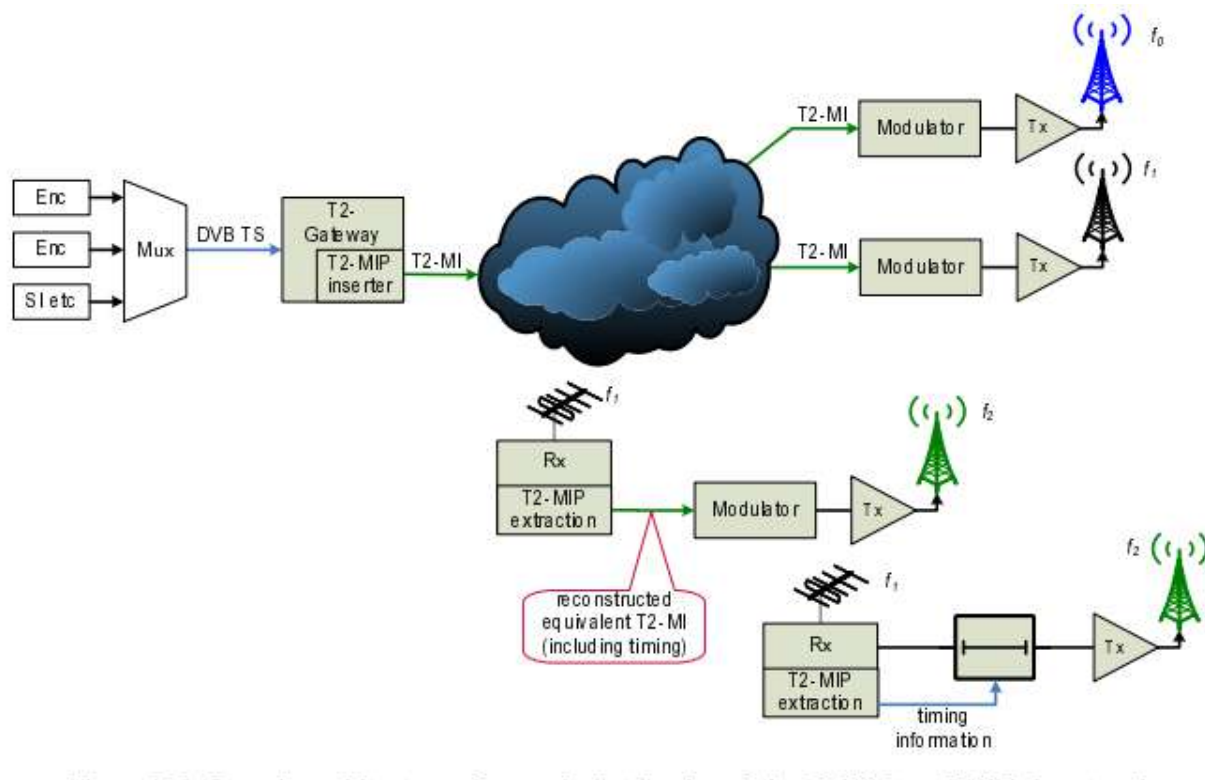 f0
T2-MI
Modulator
Tx
f1
Enc
Enc
SI etc
Mux
DVB TS
T2-
Gateway
T2-MIP
inserter
T2-MI
T2-MI
Modulator
Tx
f1
Rx
T2-MIP
extraction
Modulator
Tx
f2
reconstructed
equivalent T2-MI
(including timing)
f1
Rx
T2-MIP
extraction
timing
information
Tx
f2